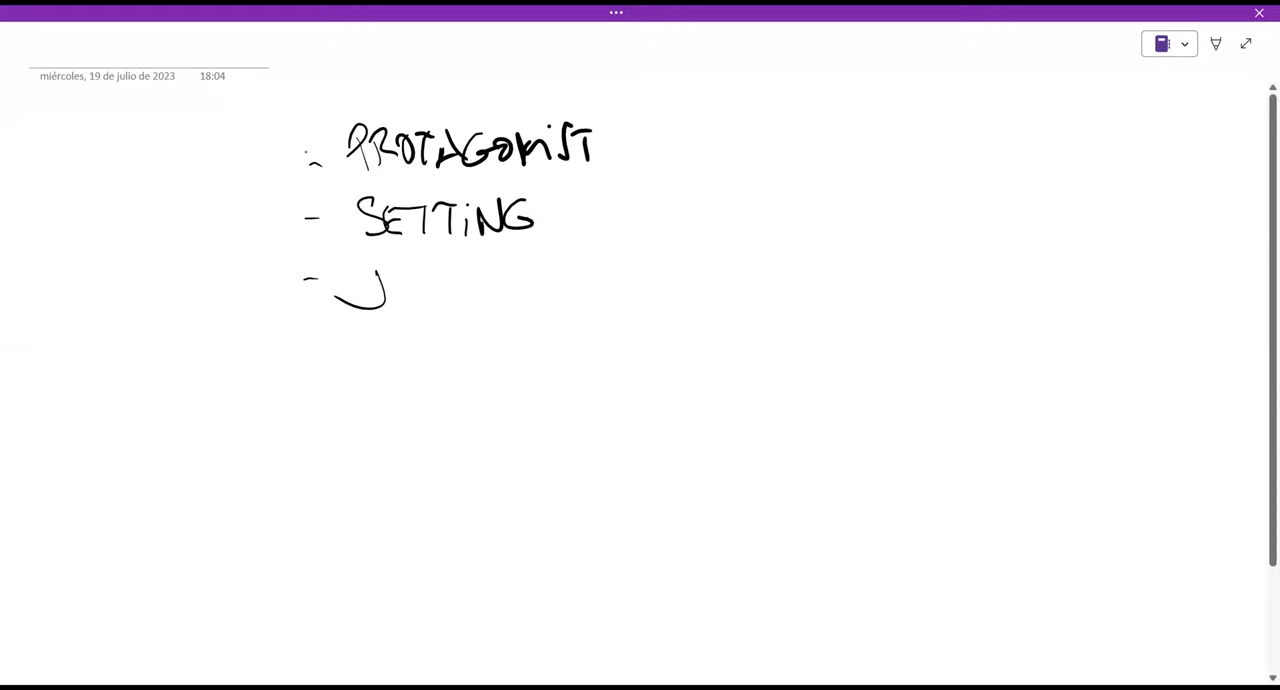 miércoles, 19 de julio de 2023 18:04
- PROTAGONIST
- SETTING
- J